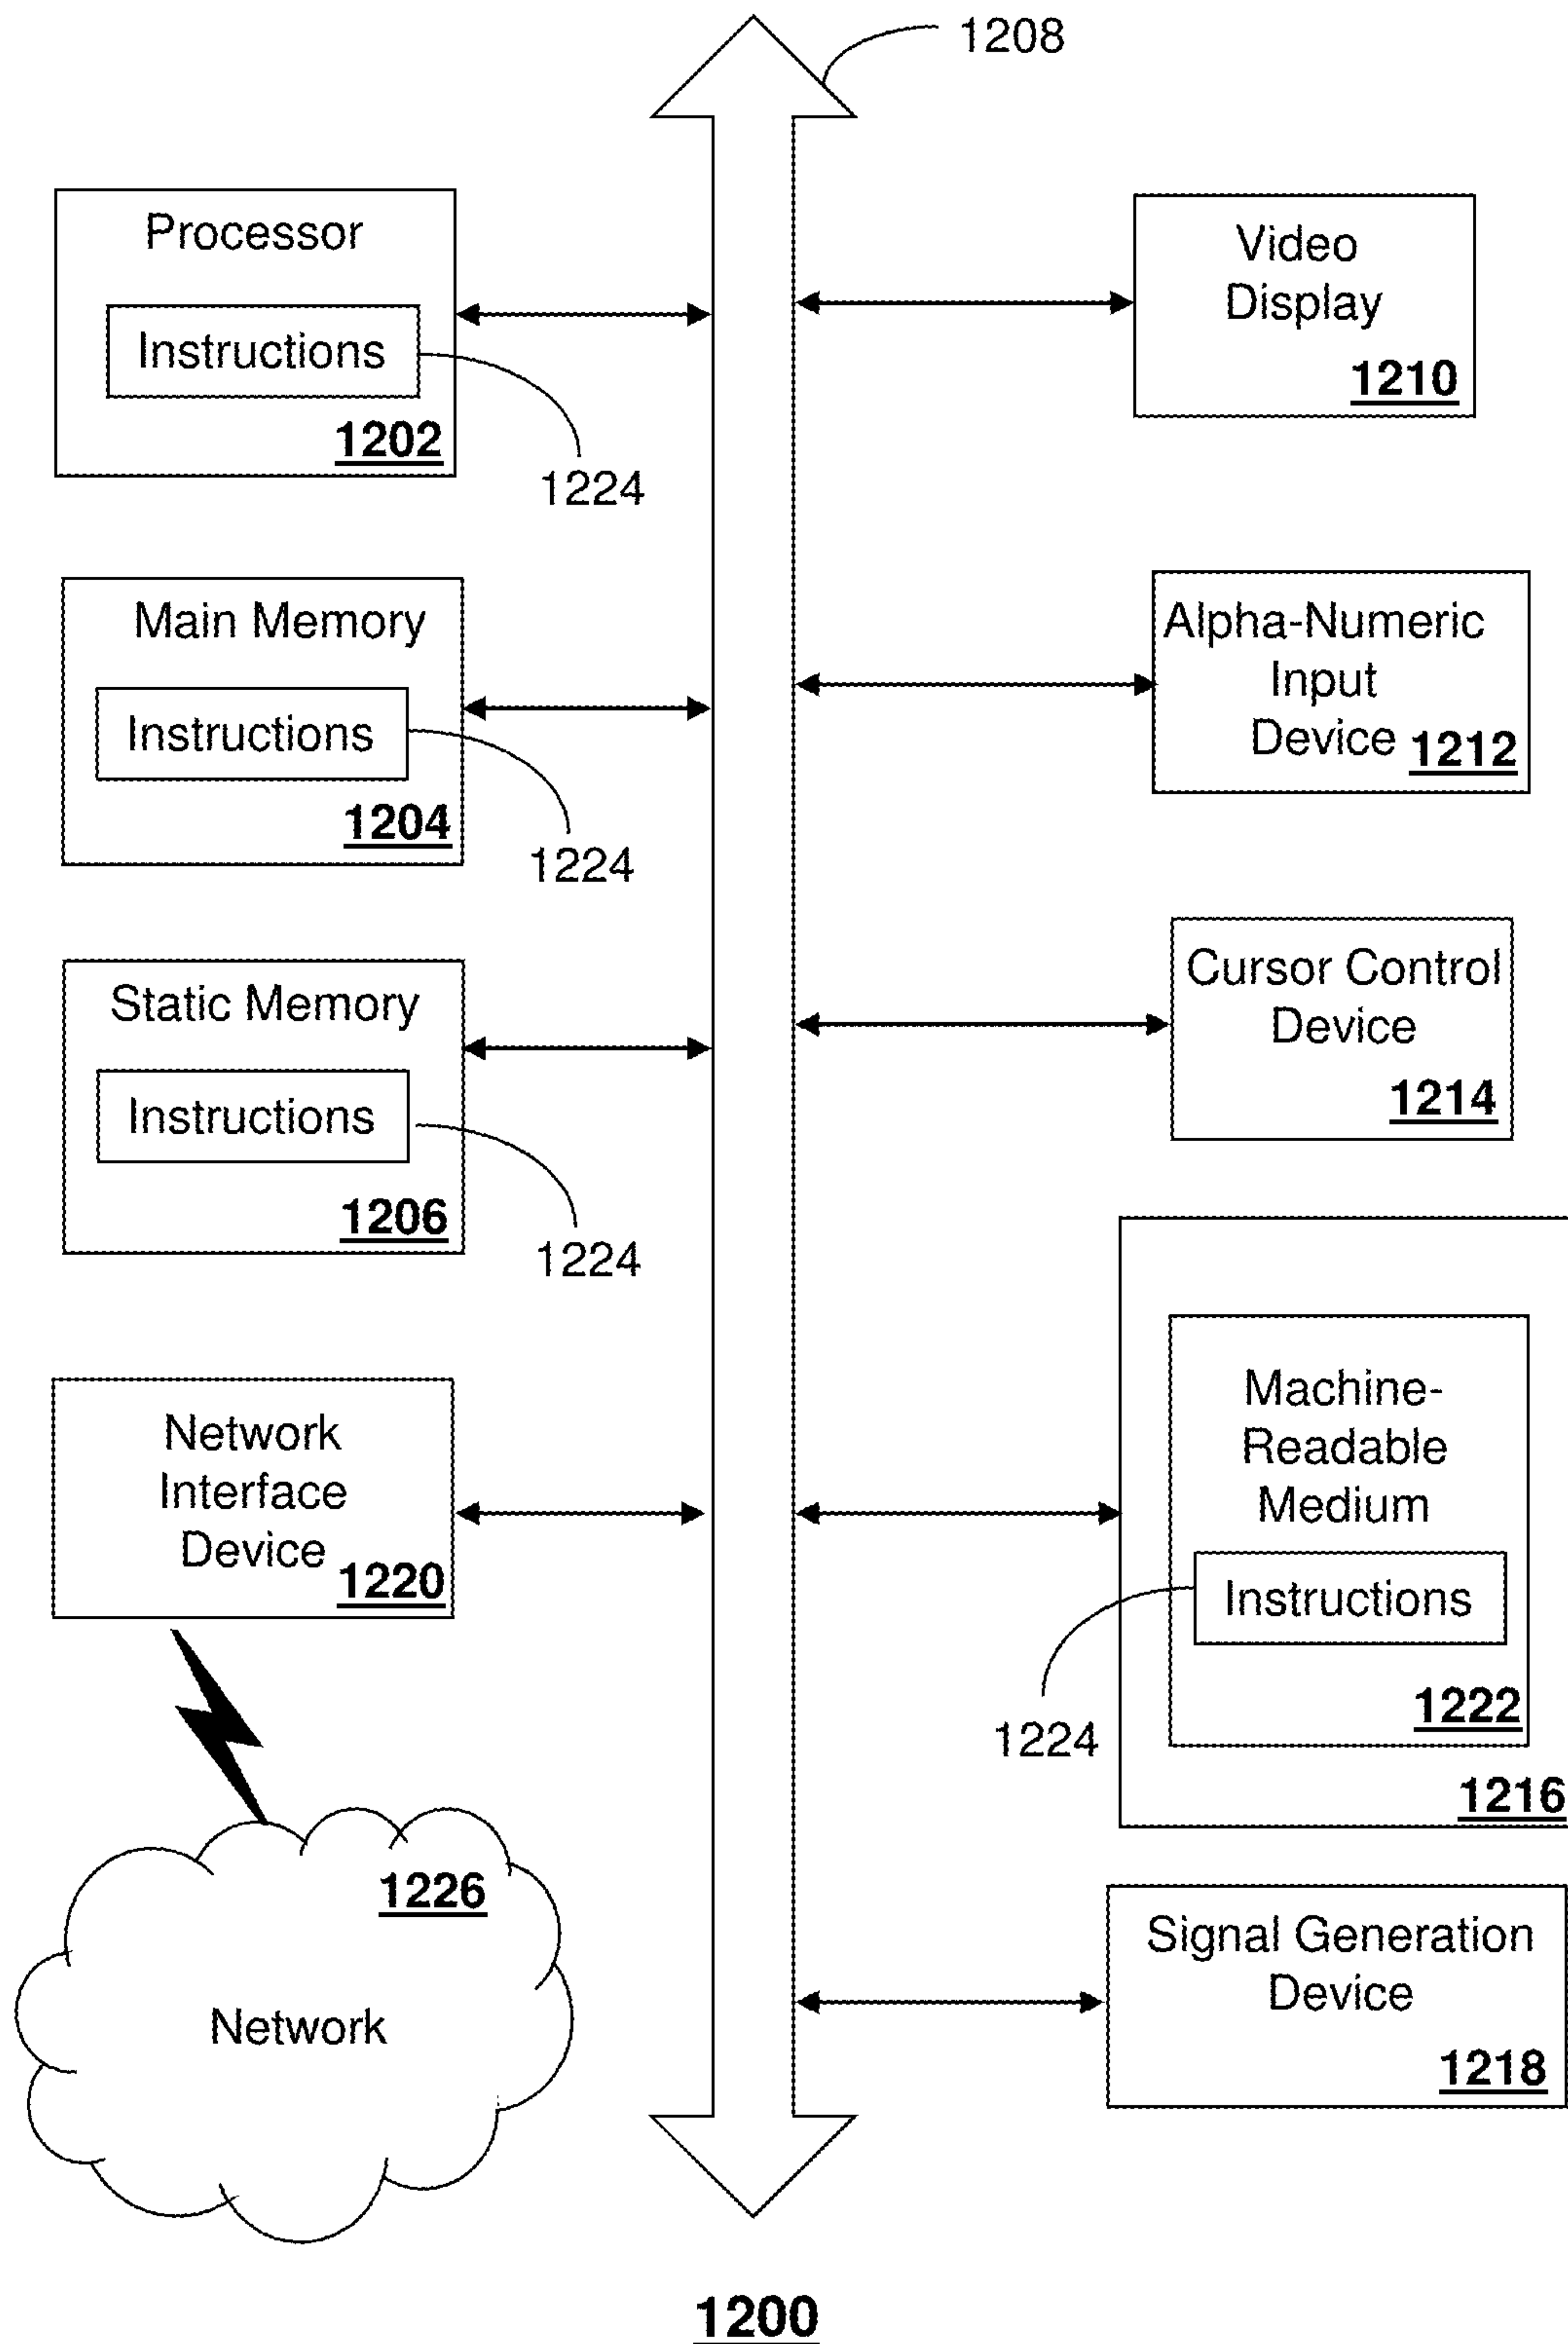 1208
Processor
Instructions
1202
1224
Main Memory
Instructions
1204
1224
Static Memory
Instructions
1206
1224
Network
Interface
Device
1220
1226
Network
Video
Display
1210
Alpha-Numeric
Input
Device 1212
Cursor Control
Device
1214
Machine-
Readable
Medium
Instructions
1222
1224
1216
Signal Generation
Device
1218
1200